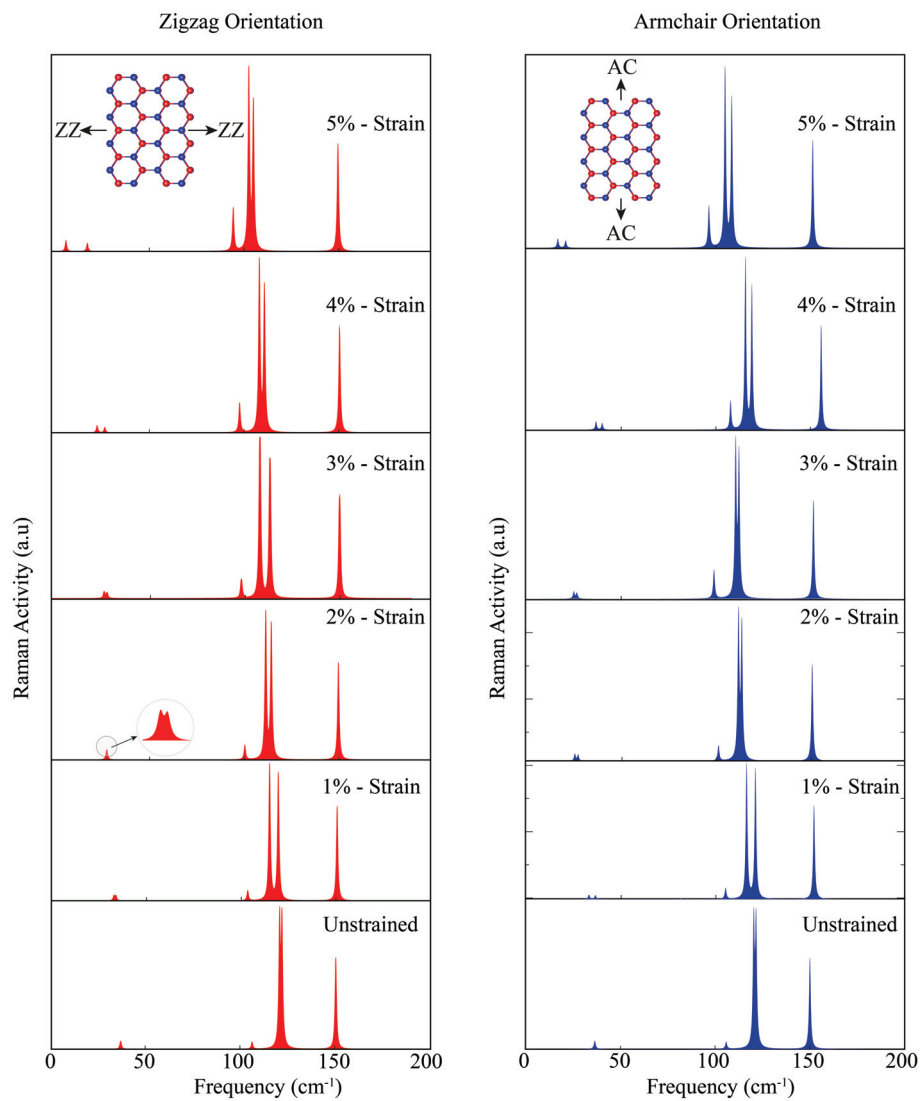 Zigzag Orientation
ZZ
ZZ
5% - Strain
4% - Strain
3% - Strain
2% - Strain
1% - Strain
Unstrained
Raman Activity (a.u)
0
50
100
150
200
Frequency (cm⁻¹)
Armchair Orientation
AC
AC
5% - Strain
4% - Strain
3% - Strain
2% - Strain
1% - Strain
Unstrained
Raman Activity (a.u)
0
50
100
150
200
Frequency (cm⁻¹)